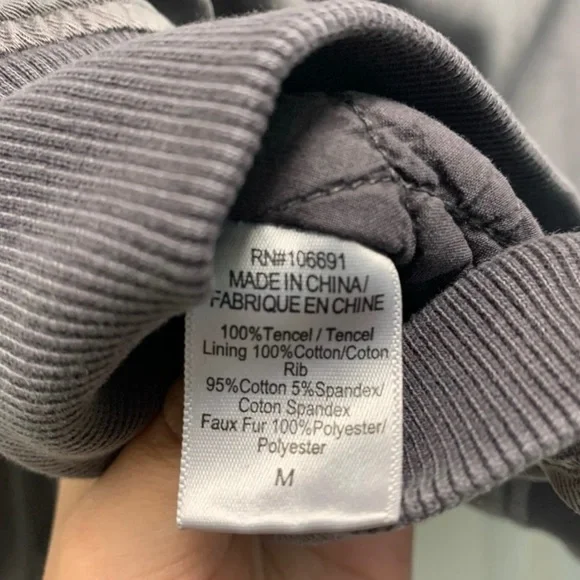 RN#106691
MADE IN CHINA/
FABRIQUE EN CHINE
100%Tencel / Tencel
Lining 100%Cotton/Coton
Rib
95%Cotton 5%Spandex/
Coton Spandex
Faux Fur 100%Polyester/
Polyester
M